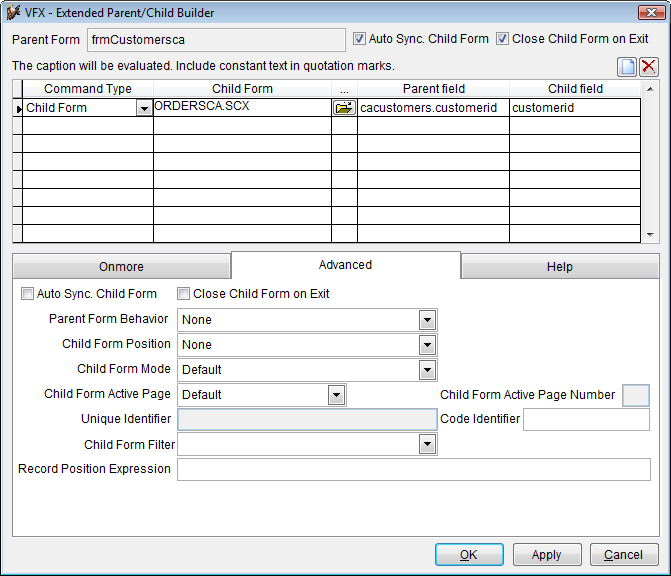 VFX - Extended Parent/Child Builder
Parent Form frmCustomersca Auto Sync. Child Form Close Child Form on Exit
The caption will be evaluated. Include constant text in quotation marks.
Command Type Child Form ... Parent field Child field
Child Form ORDERSCA.SCX cacustomers.customerid customerid
Onmore Advanced Help
Auto Sync. Child Form Close Child Form on Exit
Parent Form Behavior None
Child Form Position None
Child Form Mode Default
Child Form Active Page Default Child Form Active Page Number
Unique Identifier Code Identifier
Child Form Filter
Record Position Expression
OK Apply Cancel